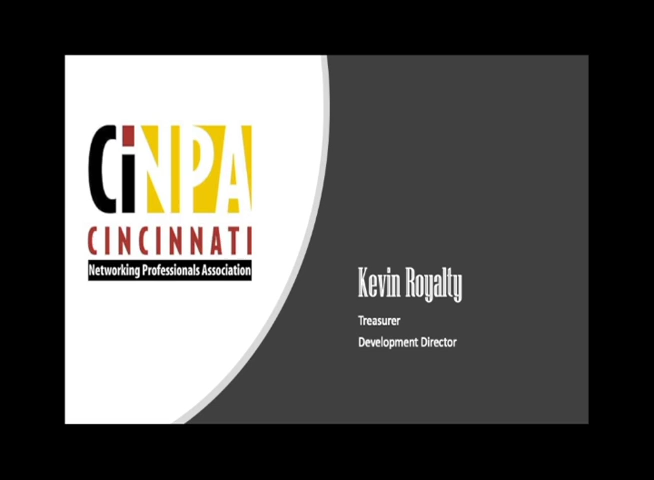 CiNPA
CINCINNATI
Networking Professionals Association
Kevin Royalty
Treasurer
Development Director